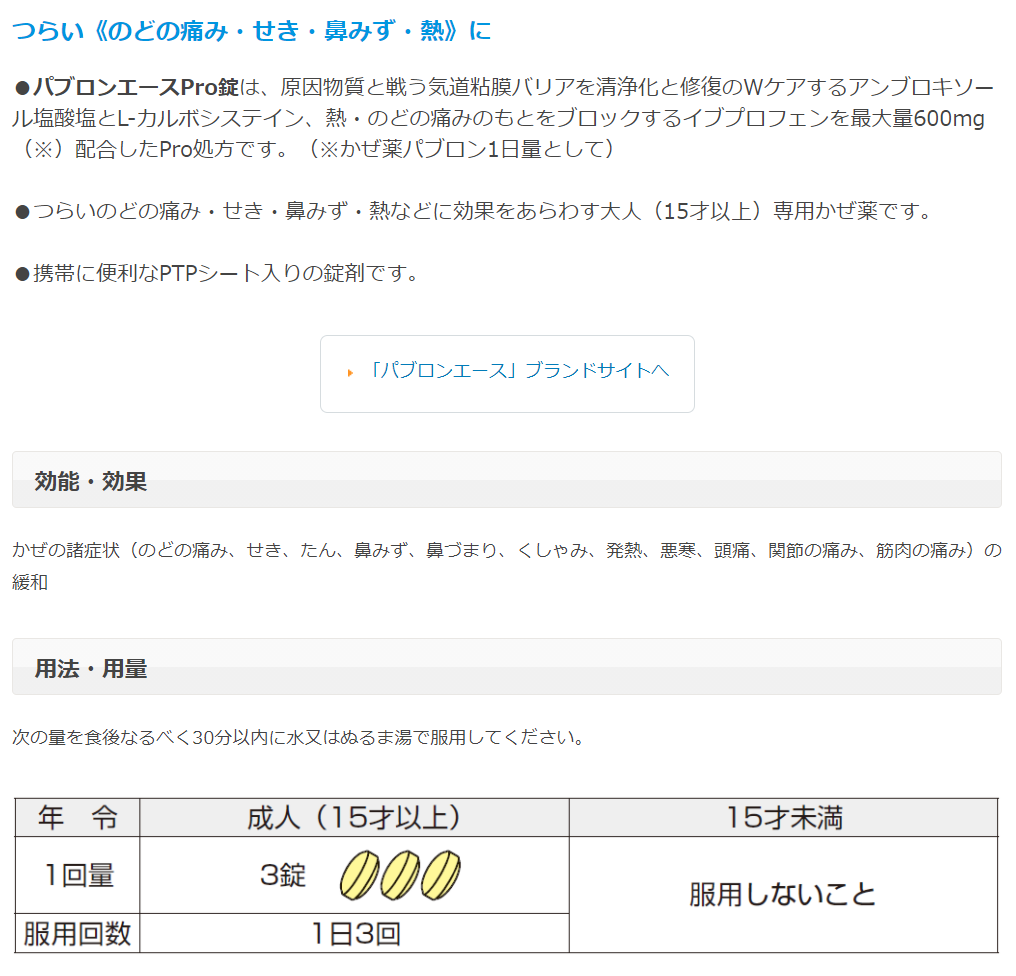 つらい《のどの痛み・せき・鼻みず・熱》に
●パブロンエースPro錠は、原因物質と戦う気道粘膜バリアを清浄化と修復のWケアするアンブロキソー
ル塩酸塩とL-カルボシステイン、熱・のどの痛みのもとをブロックするイブプロフェンを最大量600mg
（※）配合したPro処方です。（※かぜ薬パブロン1日量として）
●つらいのどの痛み・せき・鼻みず・熱などに効果をあらわす大人（15才以上）専用かぜ薬です。
●携帯に便利なPTPシート入りの錠剤です。
「パブロンエース」ブランドサイトへ
効能・効果
かぜの諸症状（のどの痛み、せき、たん、鼻みず、鼻づまり、くしゃみ、発熱、悪寒、頭痛、関節の痛み、筋肉の痛み）の
緩和
用法・用量
次の量を食後なるべく30分以内に水又はぬるま湯で服用してください。
年　令 成人（15才以上） 15才未満
1回量 3錠 服用しないこと
服用回数 1日3回